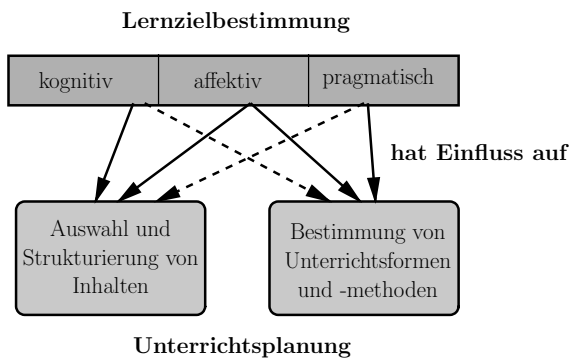 Lernzielbestimmung
kognitiv
affektiv
pragmatisch
hat Einfluss auf
Auswahl und
Strukturierung von
Inhalten
Bestimmung von
Unterrichtsformen
und -methoden
Unterrichtsplanung